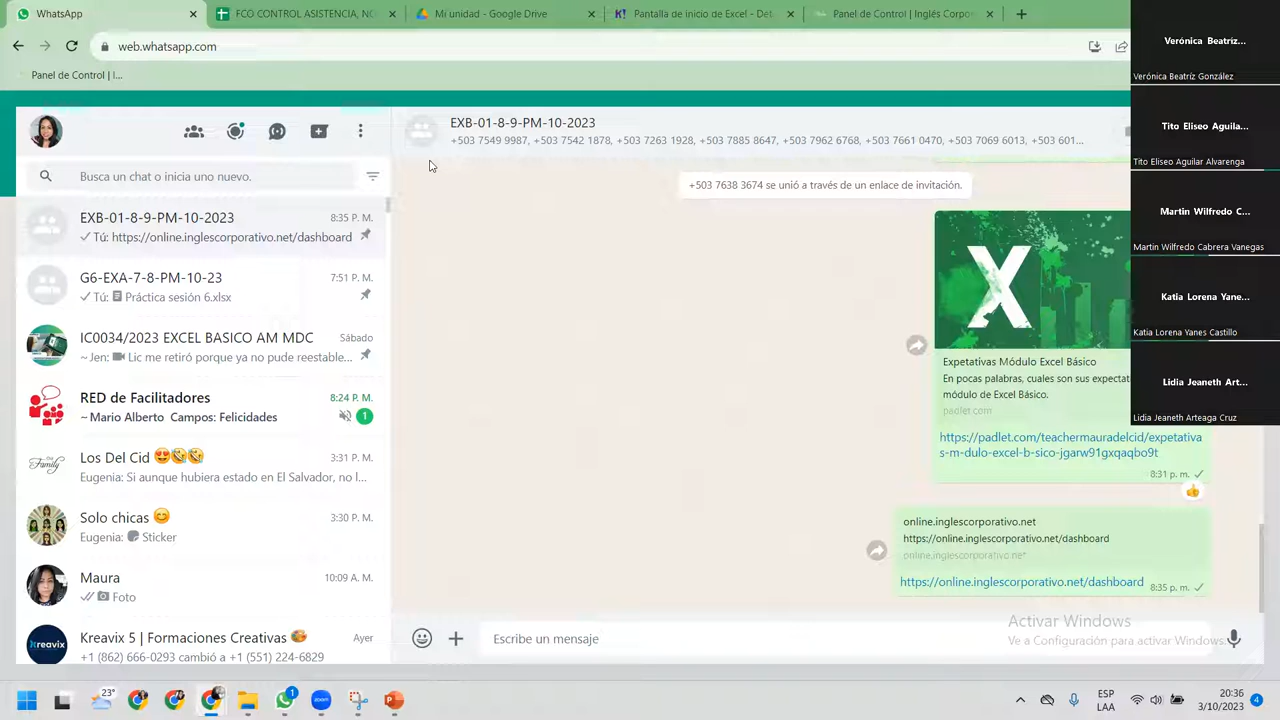 WhatsApp
FCO CONTROL ASISTENCIA, NO
Mi unidad - Google Drive
Pantalla de inicio de Excel - Det
Panel de Control | Inglés Corpor
web.whatsapp.com
Panel de Control | I...
Verónica Beatriz...
Verónica Beatríz González
Tito Eliseo Aguila...
Tito Eliseo Aguilar Alvarenga
Martin Wilfredo C...
Martin Wilfredo Cabrera Vanegas
Katia Lorena Yane...
Katia Lorena Yanes Castillo
Lidia Jeaneth Art...
Lidia Jeaneth Arteaga Cruz
Busca un chat o inicia uno nuevo.
EXB-01-8-9-PM-10-2023
8:35 P. M.
Tú: https://online.inglescorporativo.net/dashboard
G6-EXA-7-8-PM-10-23
7:51 P. M.
Tú: Práctica sesión 6.xlsx
IC0034/2023 EXCEL BASICO AM MDC
Sábado
~ Jen: Lic me retiró porque ya no pude reestable...
RED de Facilitadores
8:24 P. M.
~ Mario Alberto Campos: Felicidades
1
Los Del Cid 😍🤣🤣
3:31 P. M.
Eugenia: Si aunque hubiera estado en El Salvador, no l...
Solo chicas 😊
3:30 P. M.
Eugenia: Sticker
Maura
10:09 A. M.
Foto
Kreavix 5 | Formaciones Creativas
Ayer
+1 (862) 666-0293 cambió a +1 (551) 224-6829
kreavix
EXB-01-8-9-PM-10-2023
+503 7549 9987, +503 7542 1878, +503 7263 1928, +503 7885 8647, +503 7962 6768, +503 7661 0470, +503 7069 6013, +503 601...
+503 7638 3674 se unió a través de un enlace de invitación.
X
Expetativas Módulo Excel Básico
En pocas palabras, cuales son sus expectat
módulo de Excel Básico.
padlet.com
https://padlet.com/teachermauradelcid/expetativa
s-m-dulo-excel-b-sico-jgarw91gxqaqbo9t
8:31 p. m.
👍
online.inglescorporativo.net
https://online.inglescorporativo.net/dashboard
online.inglescorporativo.net
https://online.inglescorporativo.net/dashboard
8:35 p. m.
Activar Windows
Ve a Configuración para activar Windows.
Escribe un mensaje
23°
1
zoom
ESP
LAA
20:36
3/10/2023
4